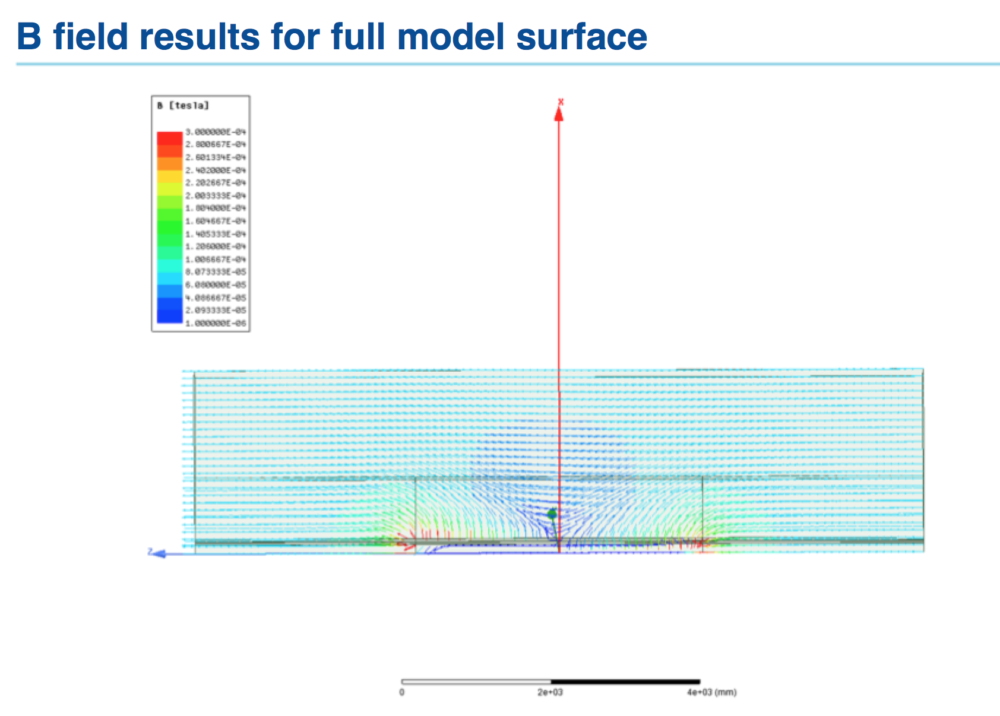 B field results for full model surface
B [tesla]
3.000000E-04
2.800667E-04
2.601334E-04
2.402000E-04
2.202667E-04
2.003333E-04
1.804000E-04
1.604667E-04
1.405333E-04
1.206000E-04
1.006667E-04
8.073333E-05
6.080000E-05
4.086667E-05
2.093333E-05
1.000000E-06
X
Z
0 2e+03 4e+03 (mm)